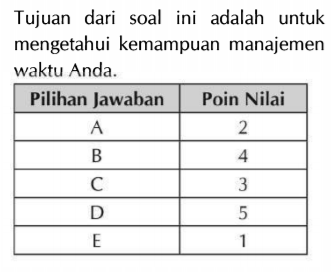 Tujuan dari soal ini adalah untuk
mengetahui kemampuan manajemen
waktu Anda.
Pilihan Jawaban Poin Nilai
A 2
B 4
C 3
D 5
E 1